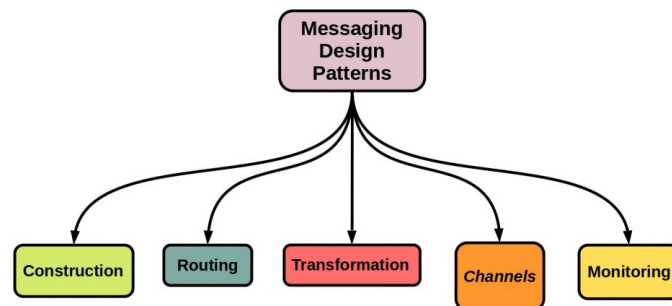 Messaging
Design
Patterns
Construction
Routing
Transformation
Channels
Monitoring